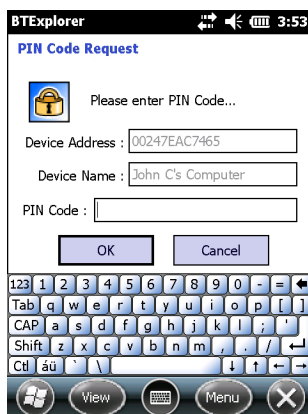 BTExplorer 3:53
PIN Code Request
Please enter PIN Code...
Device Address : 00247EAC7465
Device Name : John C's Computer
PIN Code :
OK Cancel
123 1 2 3 4 5 6 7 8 9 0 - =
Tab q w e r t y u i o p [ ]
CAP a s d f g h j k l ; '
Shift z x c v b n m , . /
Ctl áü ` \
View Menu